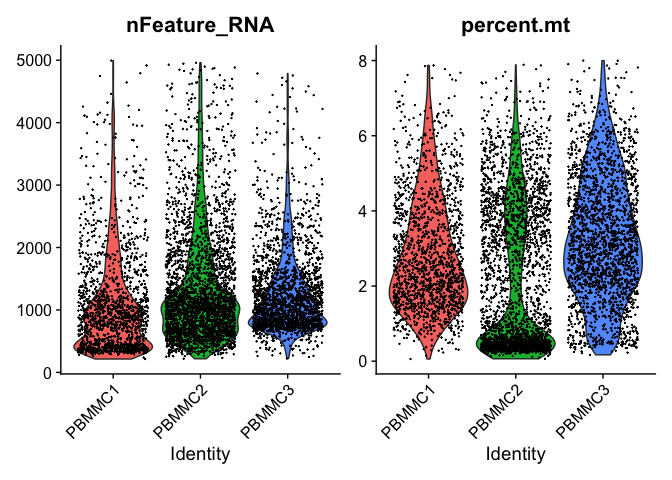 nFeature_RNA
5000
4000
3000
2000
1000
0
PBMMC1
PBMMC2
PBMMC3
Identity
percent.mt
8
6
4
2
0
PBMMC1
PBMMC2
PBMMC3
Identity